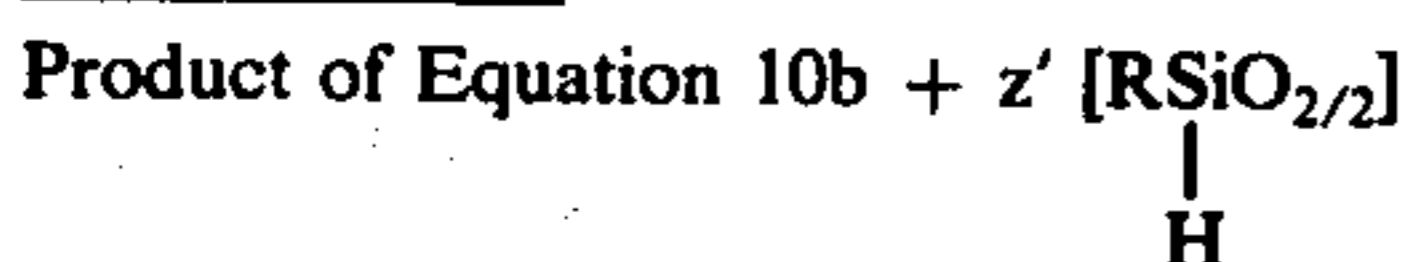 Product of Equation 10b + z′ [RSiO2/2]
H